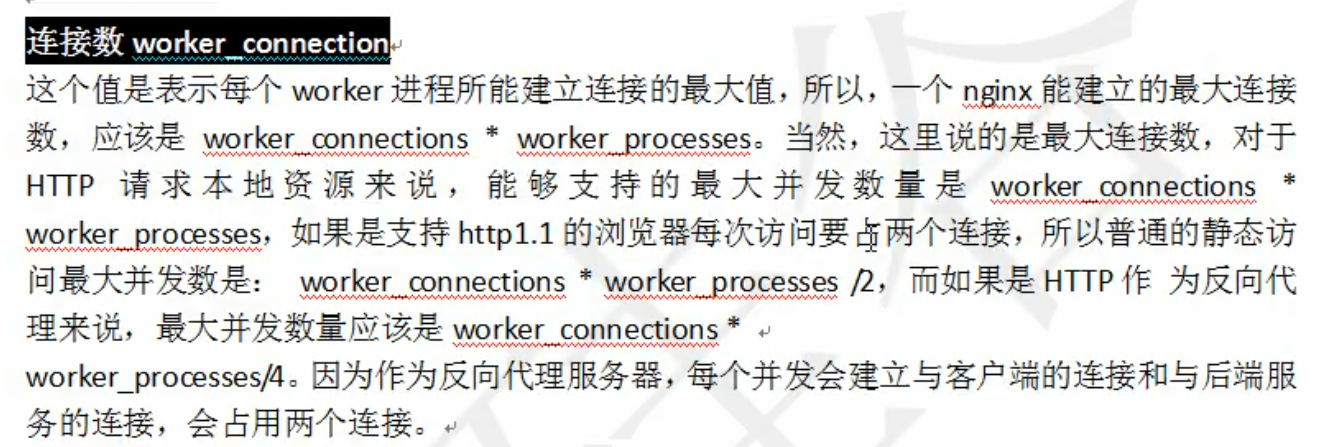 连接数 worker_connection
这个值是表示每个 worker 进程所能建立连接的最大值，所以，一个 nginx 能建立的最大连接
数，应该是 worker_connections * worker_processes。当然，这里说的是最大连接数，对于
HTTP 请求本地资源来说，能够支持的最大并发数量是 worker_connections *
worker_processes，如果是支持 http1.1 的浏览器每次访问要占两个连接，所以普通的静态访
问最大并发数是： worker_connections * worker_processes /2，而如果是 HTTP 作 为反向代
理来说，最大并发数量应该是 worker_connections *
worker_processes/4。因为作为反向代理服务器，每个并发会建立与客户端的连接和与后端服
务的连接，会占用两个连接。